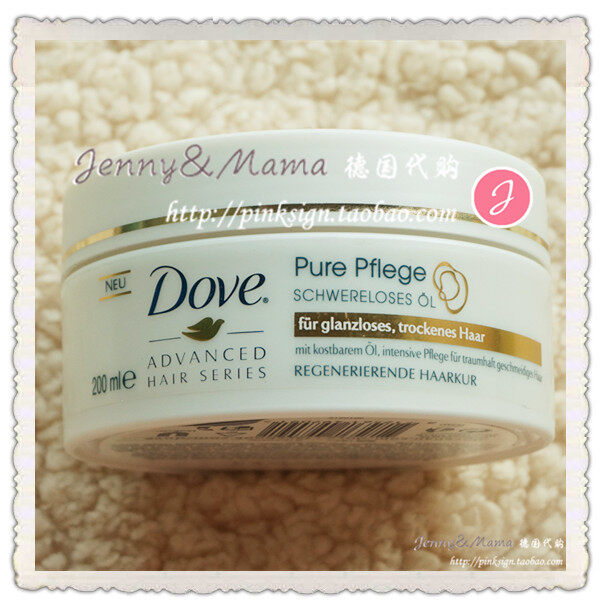 Jenny&Mama 德国代购
http://pinksign.taobao.com/
J
NEU
Dove®
ADVANCED
HAIR SERIES
200 ml e
Pure Pflege
SCHWERELOSES ÖL
für glanzloses, trockenes Haar
mit kostbarem Öl, intensive Pflege für traumhaft geschmeidiges Haar
REGENERIERENDE HAARKUR
Jenny&Mama 德国代购
http://pinksign.taobao.com/